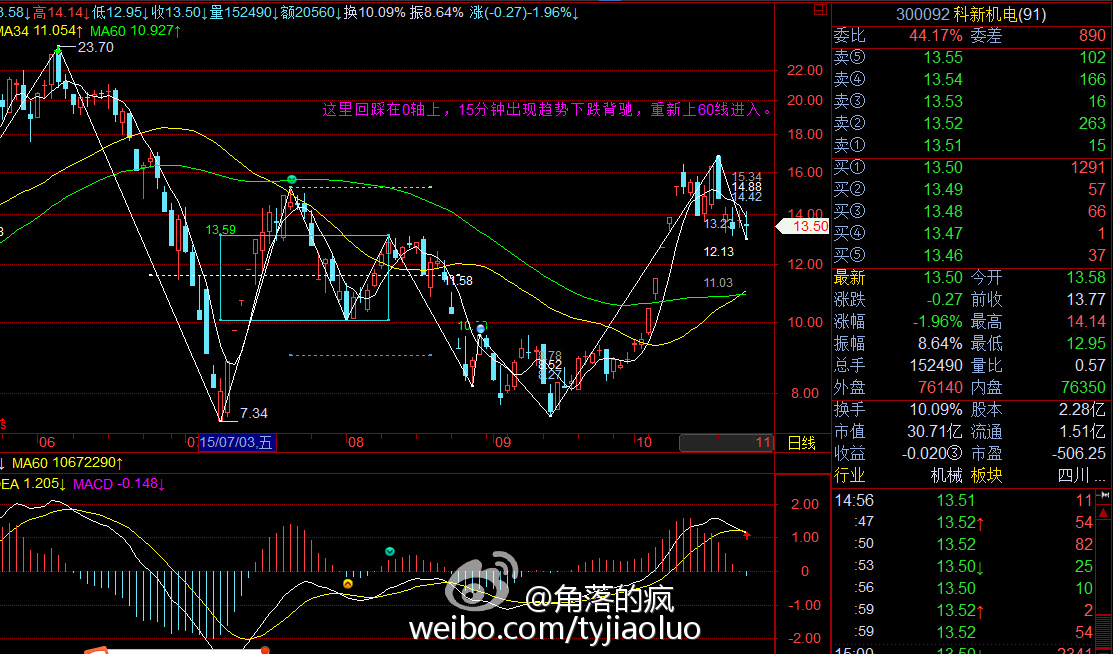 3.58↓高14.14↓低12.95↓收13.50↓量152490↓额20560↓换10.09% 振8.64% 涨(-0.27)-1.96%↓
MA34 11.054↑ MA60 10.927↑
23.70
这里回踩在0轴上，15分钟出现趋势下跌背驰，重新上60线进入。
22.00
20.00
18.00
16.00
14.00
13.50
12.00
10.00
8.00
15.34
14.88
14.42
12.13
11.03
13.59
11.58
8.52
8.27
7.34
06
15/07/03,五
08
09
10
11
日线
MA60 10672290↑
DEA 1.205↓ MACD -0.148↓
2.00
1.00
0
-1.00
-2.00
@角落的疯
weibo.com/tyjiaoluo
300092 科新机电(91)
委比 44.17% 委差 890
卖⑤ 13.55 102
卖④ 13.54 166
卖③ 13.53 16
卖② 13.52 263
卖① 13.51 15
买① 13.50 1291
买② 13.49 57
买③ 13.48 66
买④ 13.47 1
买⑤ 13.46 37
最新 13.50 今开 13.58
涨跌 -0.27 前收 13.77
涨幅 -1.96% 最高 14.14
振幅 8.64% 最低 12.95
总手 152490 量比 0.57
外盘 76140 内盘 76350
换手 10.09% 股本 2.28亿
市值 30.71亿 流通 1.51亿
收益 -0.020③ 市盈 -506.25
行业 机械 板块 四川 ...
14:56 13.51 11
:47 13.52↑ 54
:50 13.52 82
:53 13.50↓ 25
:56 13.50 10
:59 13.52↑ 2
:59 13.52 54
15:00 13.50↓ 2341